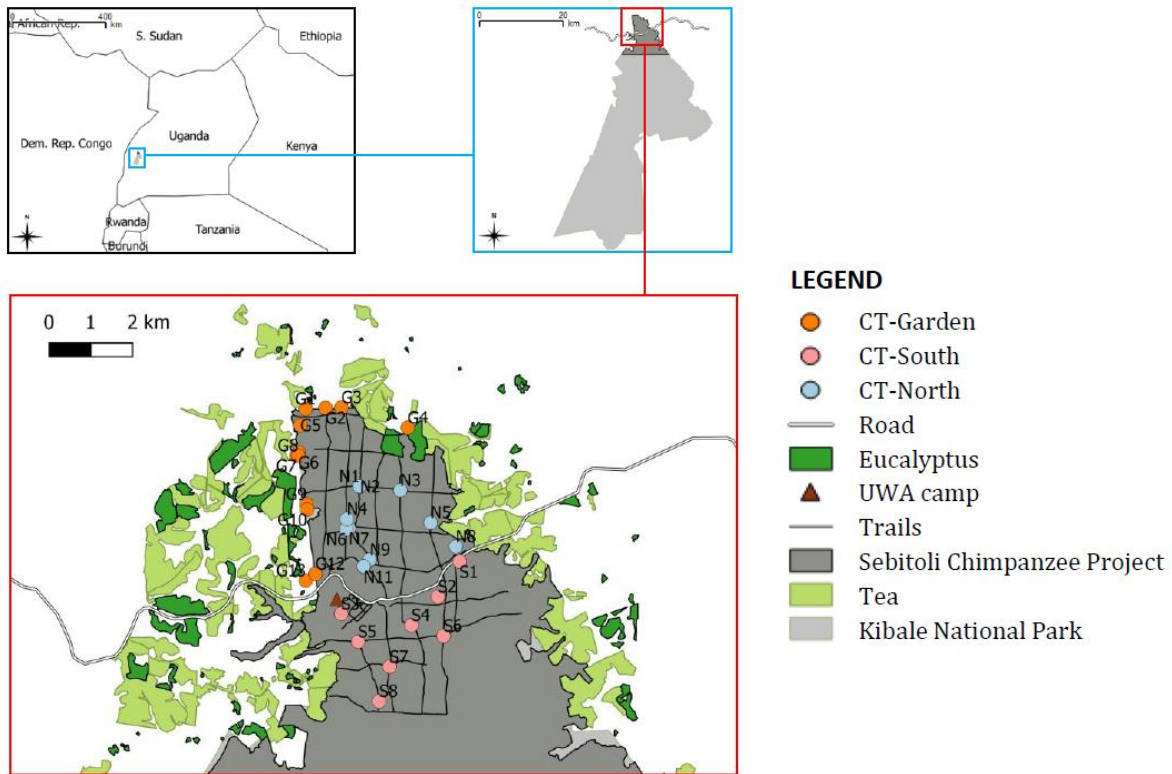 400
km
al African Rep.
S. Sudan
Ethiopia
Uganda
Dem. Rep. Congo
Kenya
N
Rwanda
Tanzania
Burundi
0 20
km
N
0 1 2 km
G1 G3
G2
G4
G5
G8
G7 G6
N1
N2 N3
G9
N4
G10
N5
N6 N7
N8
N9
S1
G12
G13
N11
S2
S3
S4
S5
S6
S7
S8
LEGEND
CT-Garden
CT-South
CT-North
Road
Eucalyptus
UWA camp
Trails
Sebitoli Chimpanzee Project
Tea
Kibale National Park